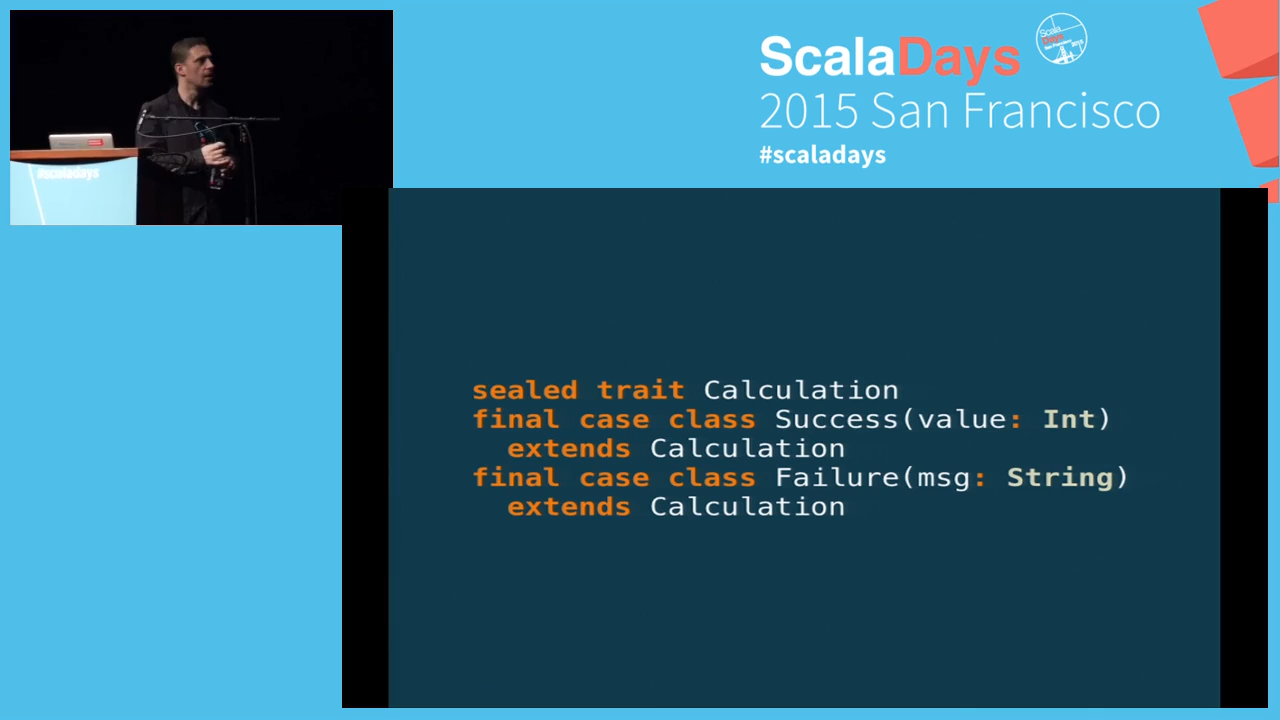 ScalaDays
2015 San Francisco
#scaladays
#scaladays
sealed trait Calculation
final case class Success(value: Int)
  extends Calculation
final case class Failure(msg: String)
  extends Calculation